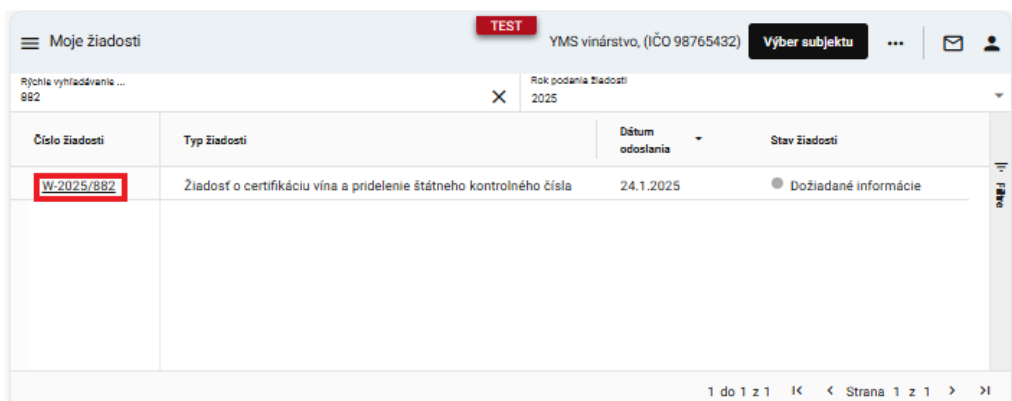 TEST
Moje žiadosti
YMS vinárstvo, (IČO 98765432) Výber subjektu
Rýchle vyhľadávanie ... Rok podania žiadosti
882 2025
Číslo žiadosti Typ žiadosti Dátum odoslania Stav žiadosti
W-2025/882 Žiadosť o certifikáciu vína a pridelenie štátneho kontrolného čísla 24.1.2025 Dožiadané informácie
Filtre
1 do 1 z 1 Strana 1 z 1